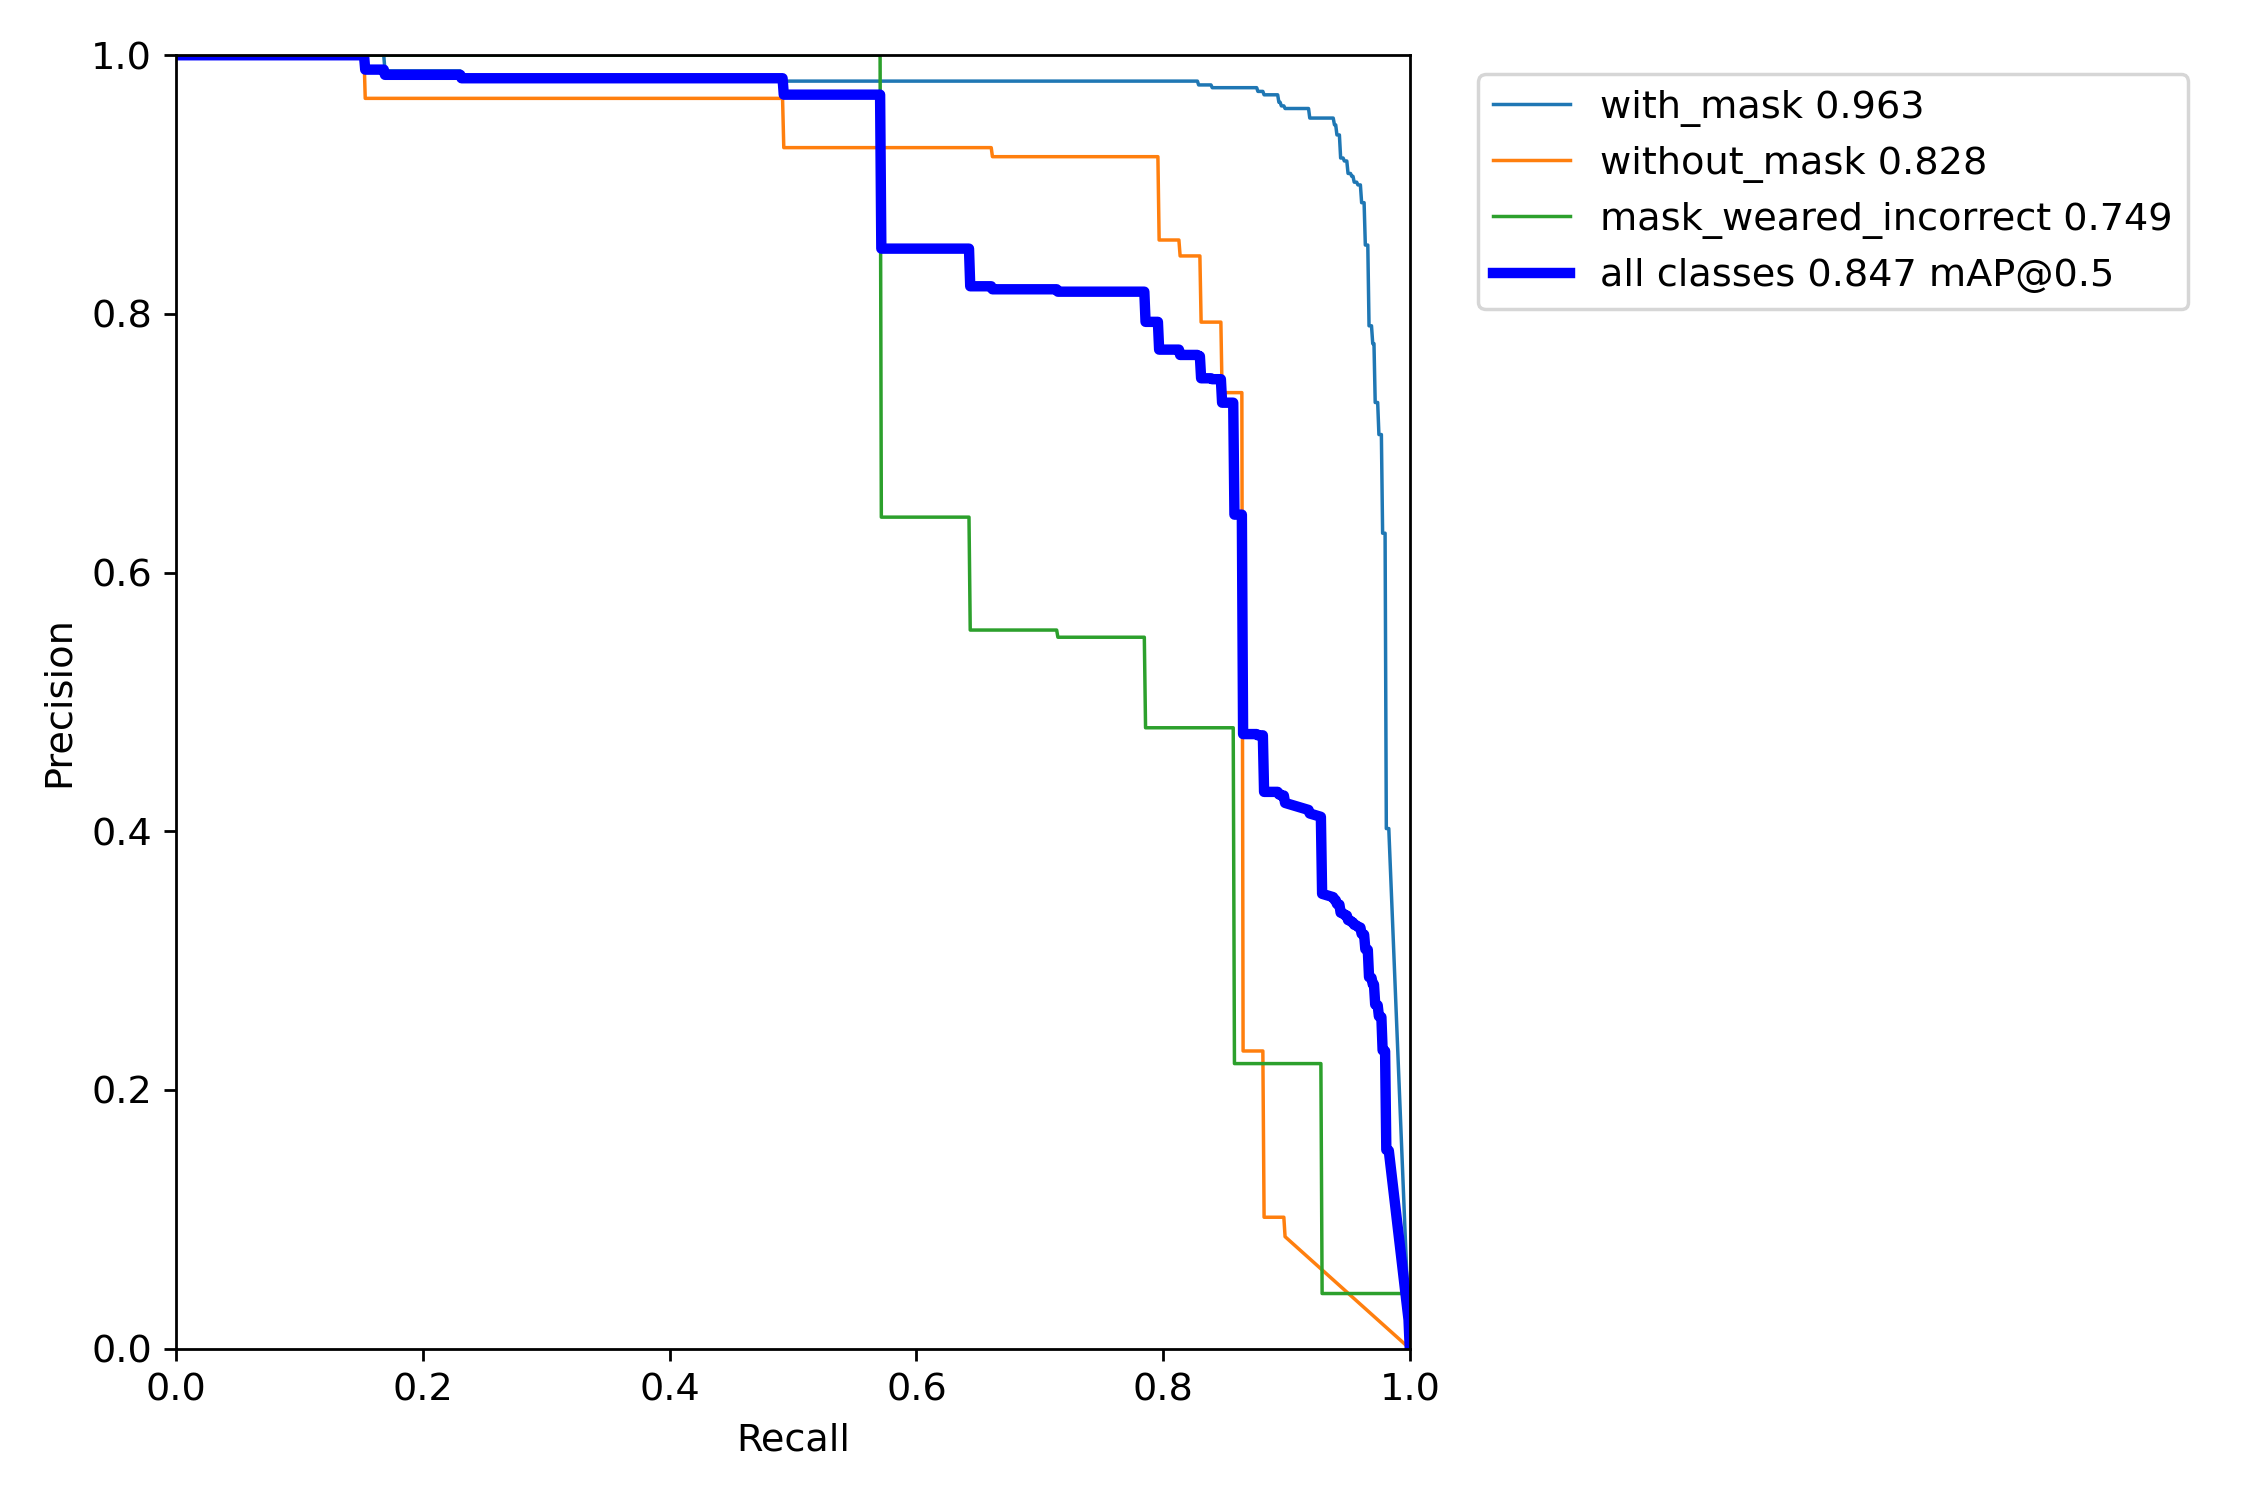 1.0
0.8
0.6
0.4
0.2
0.0
Precision
0.0 0.2 0.4 0.6 0.8 1.0
Recall
with_mask 0.963
without_mask 0.828
mask_weared_incorrect 0.749
all classes 0.847 mAP@0.5